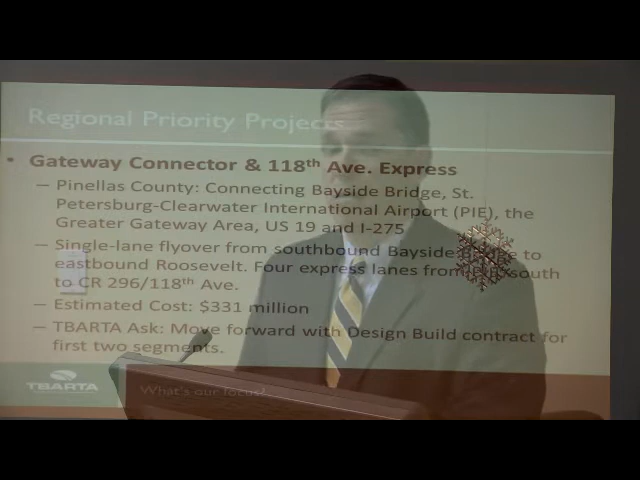 Regional Priority Projects
• Gateway Connector & 118th Ave. Express
– Pinellas County: Connecting Bayside Bridge, St.
Petersburg-Clearwater International Airport (PIE), the
Greater Gateway Area, US 19 and I-275
– Single-lane flyover from southbound Bayside Bridge to
eastbound Roosevelt. Four express lanes from south
to CR 296/118th Ave.
– Estimated Cost: $331 million
– TBARTA Ask: Move forward with Design Build contract for
first two segments.
TBARTA
What's our focus?